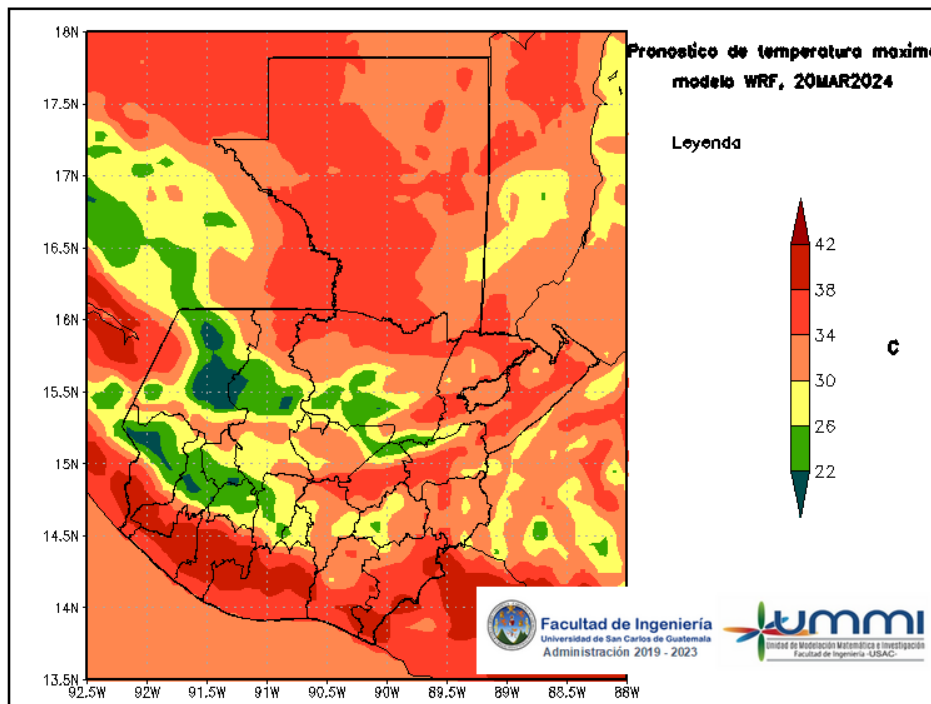 Pronostico de temperatura maxima
modelo WRF, 20MAR2024
Leyenda
42
38
34
30
26
22
C
18N
17.5N
17N
16.5N
16N
15.5N
15N
14.5N
14N
13.5N
92.5W
92W
91.5W
91W
90.5W
90W
89.5W
89W
88.5W
88W
Facultad de Ingeniería
Universidad de San Carlos de Guatemala
Administración 2019 - 2023
ummi
Unidad de Modelación Matemática e Investigación
Facultad de Ingeniería -USAC-